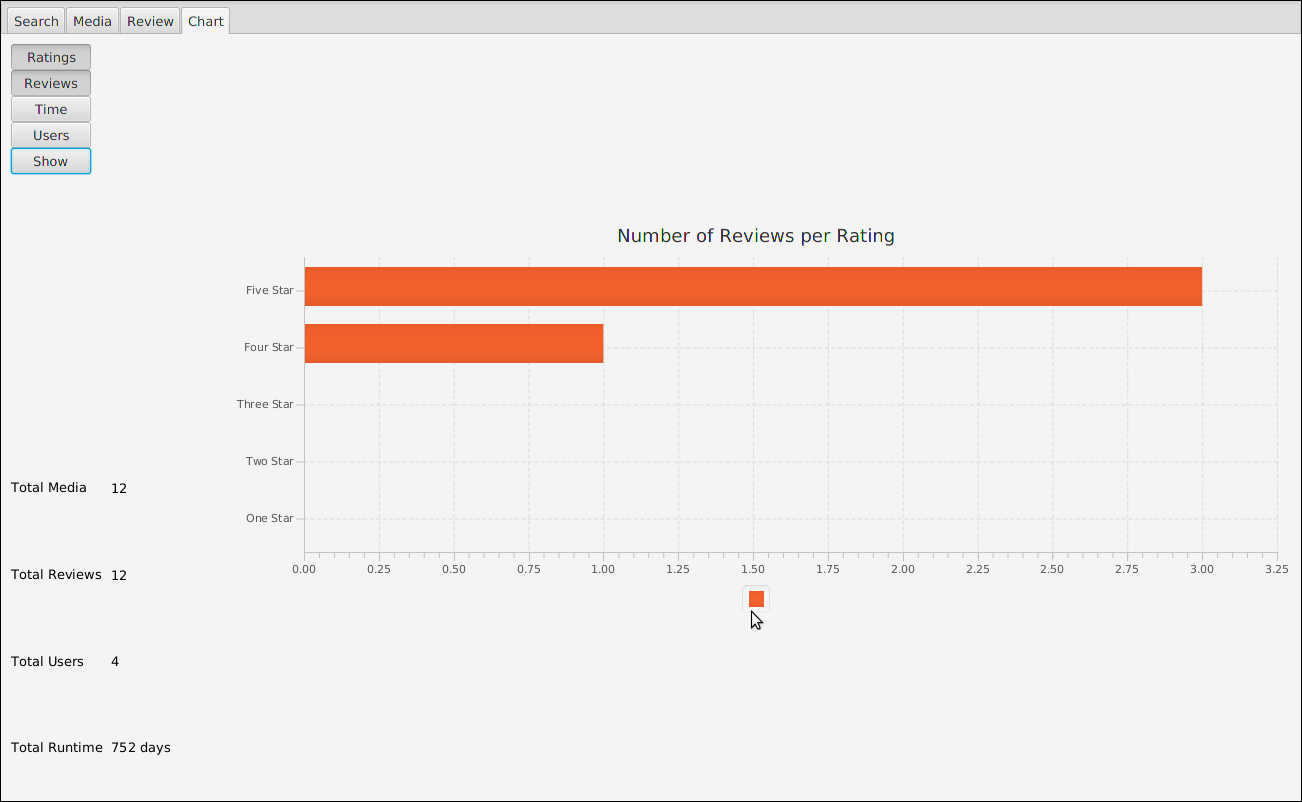 Search Media Review Chart
Ratings
Reviews
Time
Users
Show
Number of Reviews per Rating
Five Star
Four Star
Three Star
Two Star
One Star
0.00 0.25 0.50 0.75 1.00 1.25 1.50 1.75 2.00 2.25 2.50 2.75 3.00 3.25
Total Media 12
Total Reviews 12
Total Users 4
Total Runtime 752 days